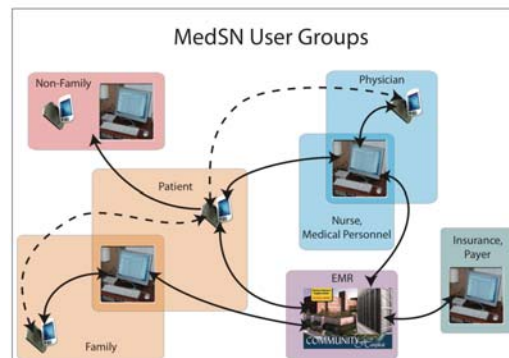 MedSN User Groups
Non-Family
Physician
Patient
Nurse,
Medical Personnel
Insurance,
Payer
EMR
COMMUNITY
Family